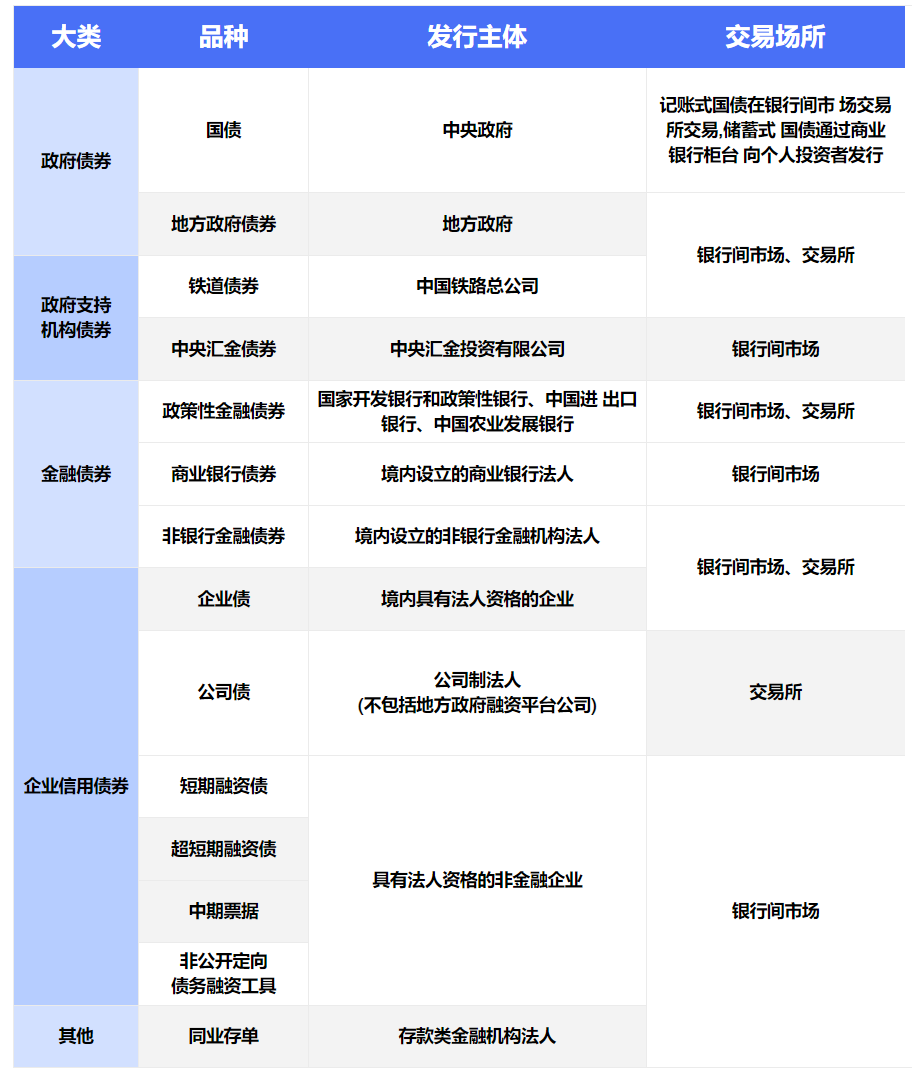 大类 品种 发行主体 交易场所
政府债券
国债 中央政府
记账式国债在银行间市 场交易
所交易,储蓄式 国债通过商业
银行柜台 向个人投资者发行
地方政府债券 地方政府
银行间市场、交易所
政府支持
机构债券
铁道债券 中国铁路总公司
中央汇金债券 中央汇金投资有限公司 银行间市场
金融债券
政策性金融债券
国家开发银行和政策性银行、中国进 出口
银行、中国农业发展银行
银行间市场、交易所
商业银行债券 境内设立的商业银行法人 银行间市场
非银行金融债券 境内设立的非银行金融机构法人
银行间市场、交易所
企业信用债券
企业债 境内具有法人资格的企业
公司债
公司制法人
(不包括地方政府融资平台公司)
交易所
短期融资债
超短期融资债
中期票据
非公开定向
债务融资工具
具有法人资格的非金融企业
银行间市场
其他 同业存单 存款类金融机构法人